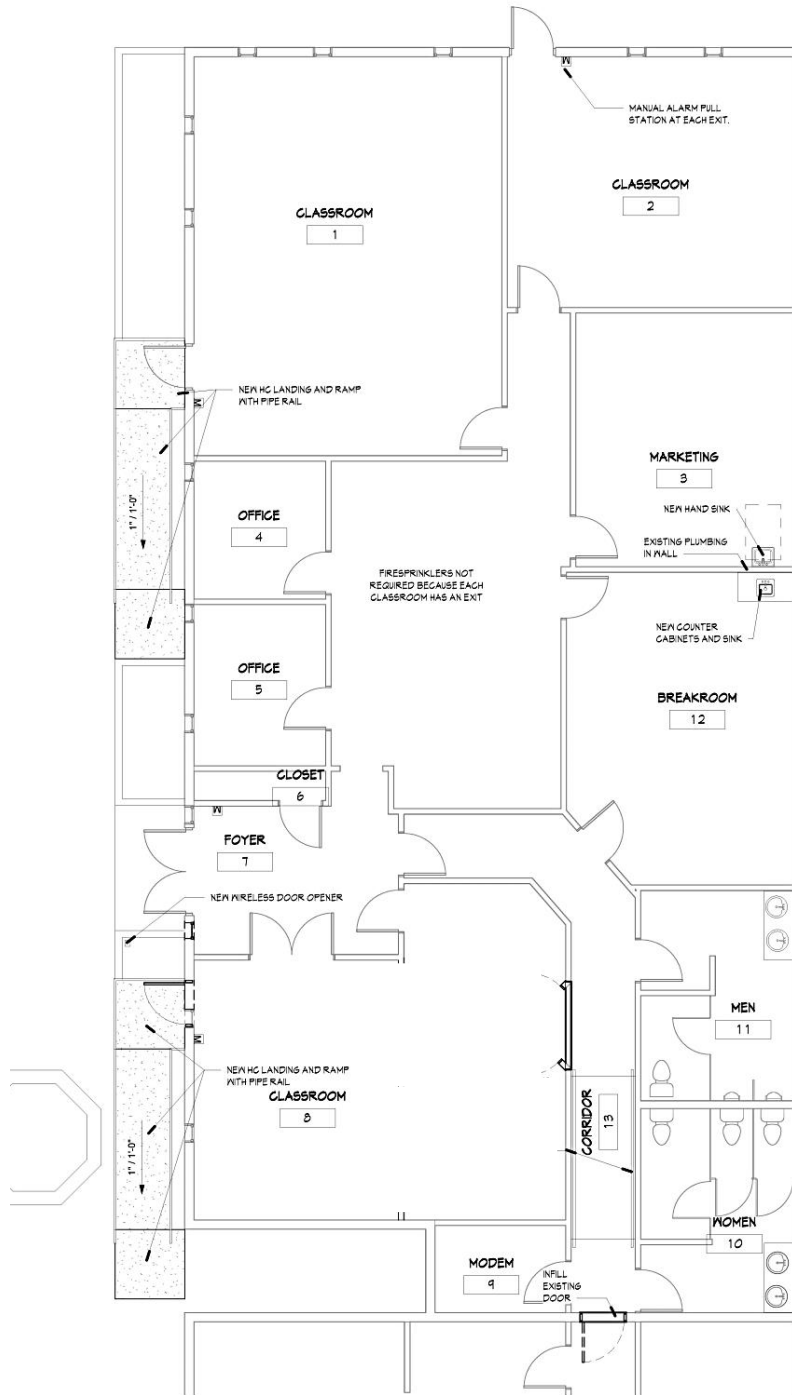 M
MANUAL ALARM PULL
STATION AT EACH EXIT.
CLASSROOM
1
CLASSROOM
2
NEW HC LANDING AND RAMP
WITH PIPE RAIL
M
1" / 1'-0"
MARKETING
3
NEW HAND SINK
EXISTING PLUMBING
IN WALL
OFFICE
4
FIRESPRINKLERS NOT
REQUIRED BECAUSE EACH
CLASSROOM HAS AN EXIT
NEW COUNTER
CABINETS AND SINK
OFFICE
5
BREAKROOM
12
CLOSET
6
M
FOYER
7
NEW WIRELESS DOOR OPENER
MEN
11
M
NEW HC LANDING AND RAMP
WITH PIPE RAIL
CLASSROOM
8
1" / 1'-0"
CORRIDOR
13
WOMEN
10
MODEM
9
INFILL
EXISTING
DOOR